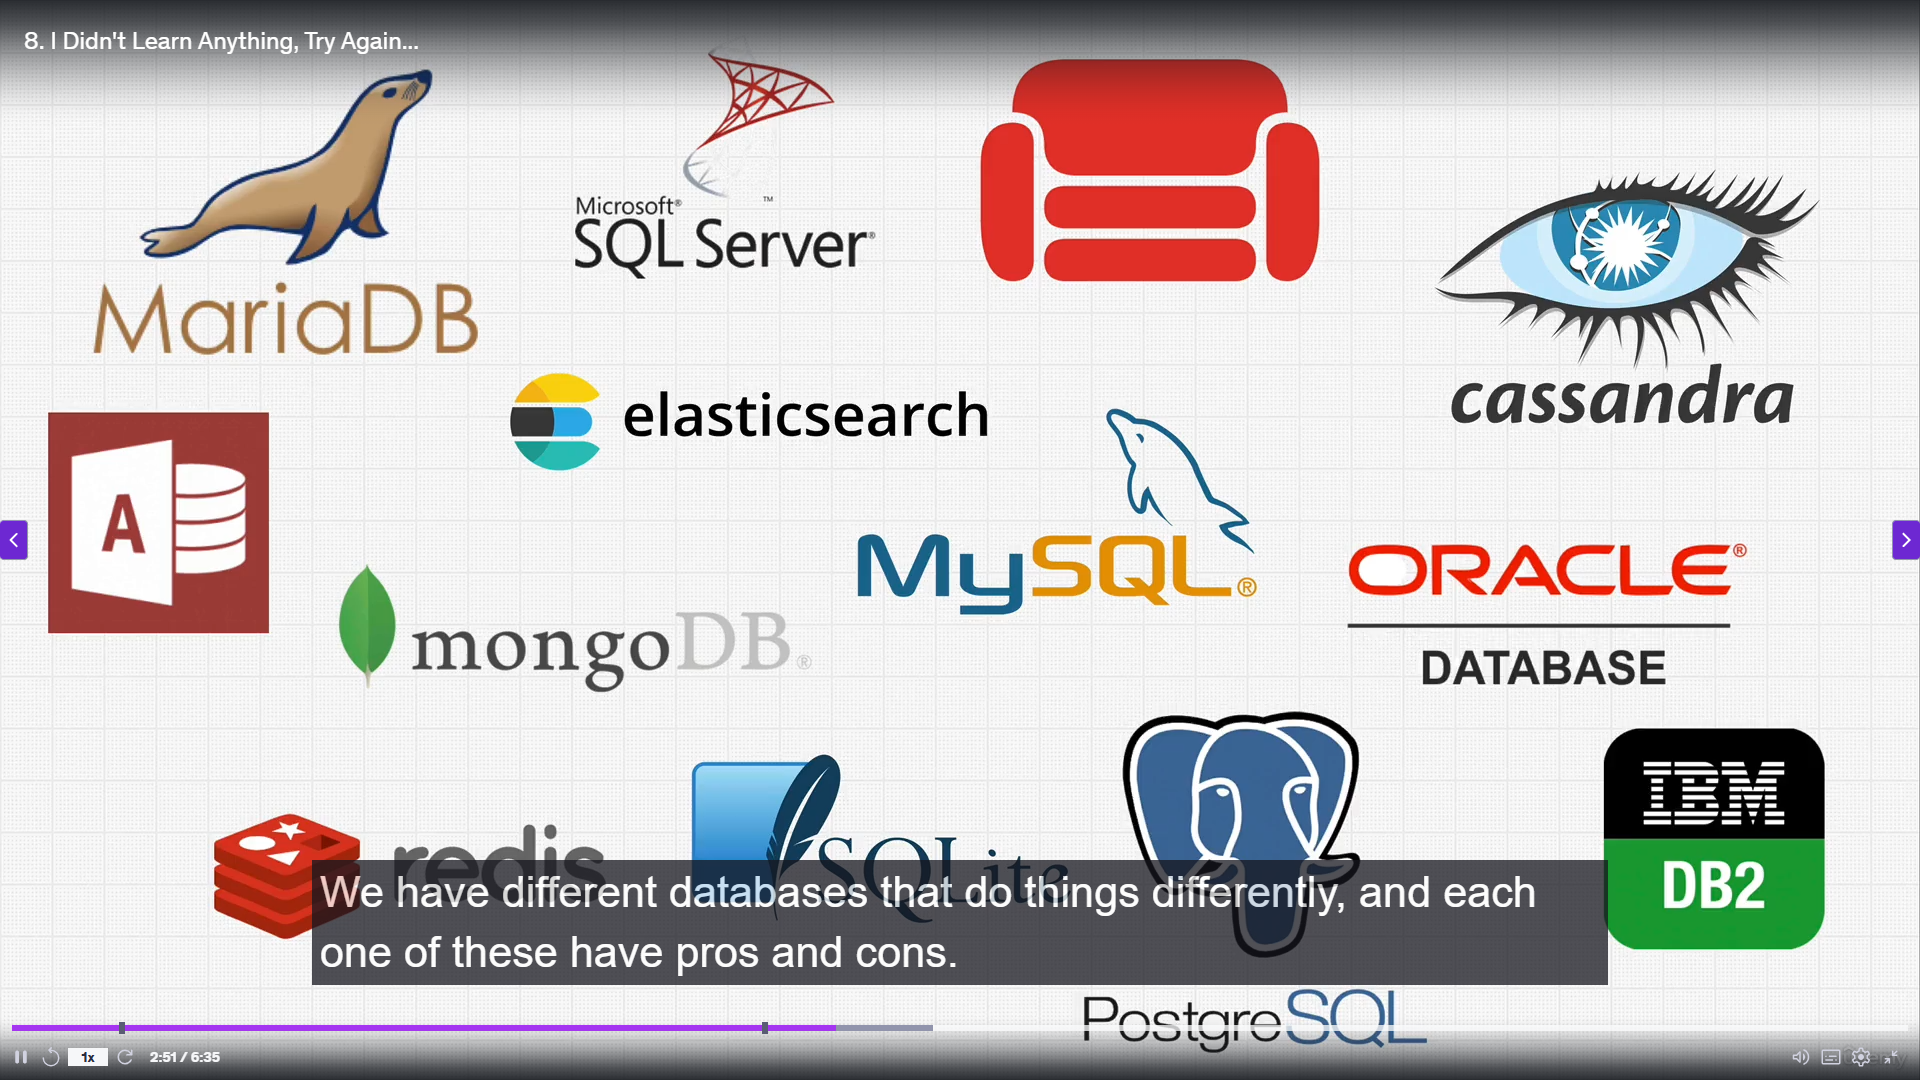 8. I Didn't Learn Anything, Try Again...
MariaDB
Microsoft®
SQL Server®
™
cassandra
elasticsearch
A
MySQL®
ORACLE®
DATABASE
mongoDB®
redis
SQLite
IBM
DB2
We have different databases that do things differently, and each
one of these have pros and cons.
PostgreSQL
1x
2:51 / 6:35